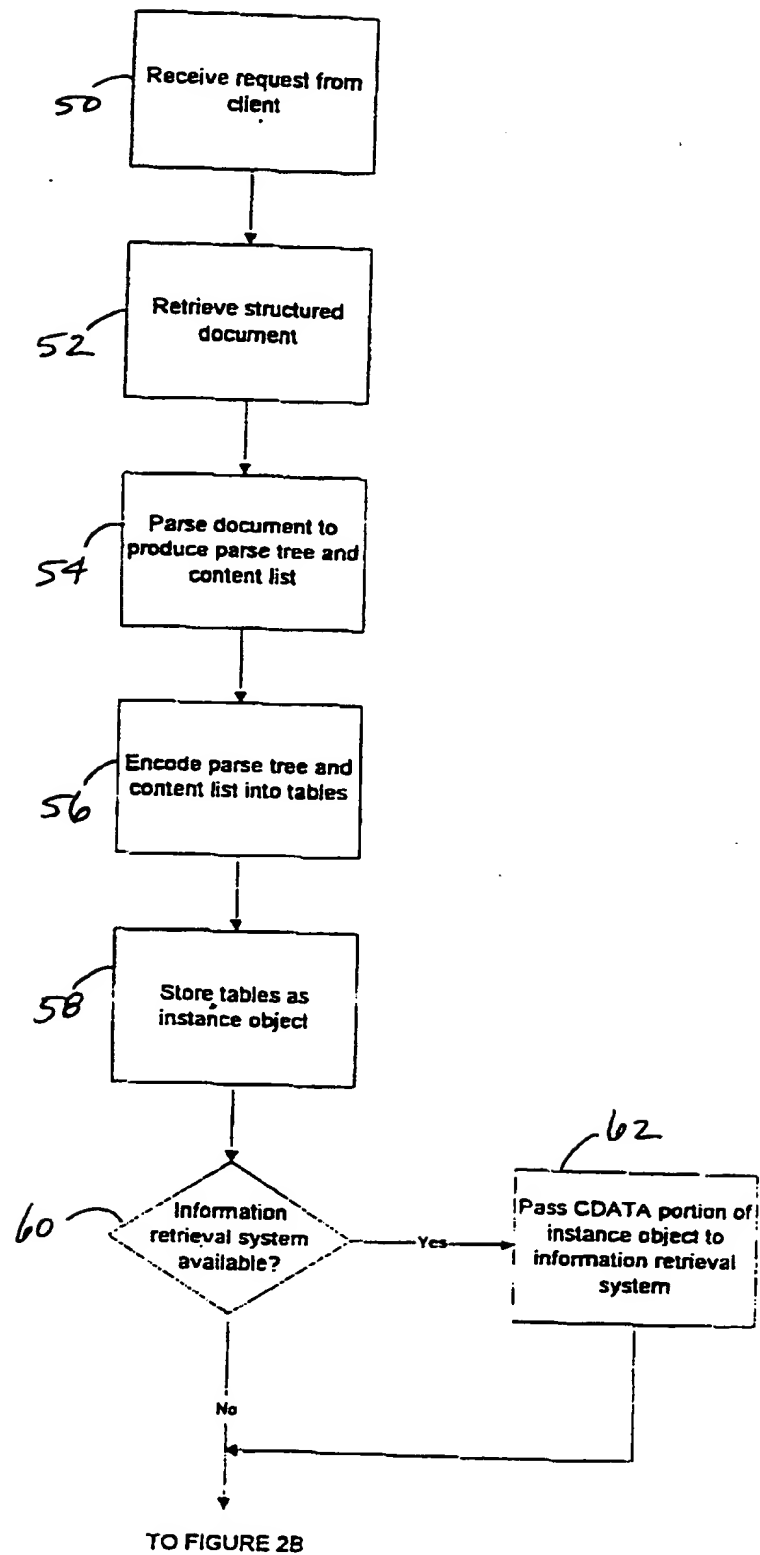 50
Receive request from
client
52
Retrieve structured
document
54
Parse document to
produce parse tree and
content list
56
Encode parse tree and
content list into tables
58
Store tables as
instance object
60
Information
retrieval system
available?
Yes
62
Pass CDATA portion of
instance object to
information retrieval
system
No
TO FIGURE 2B